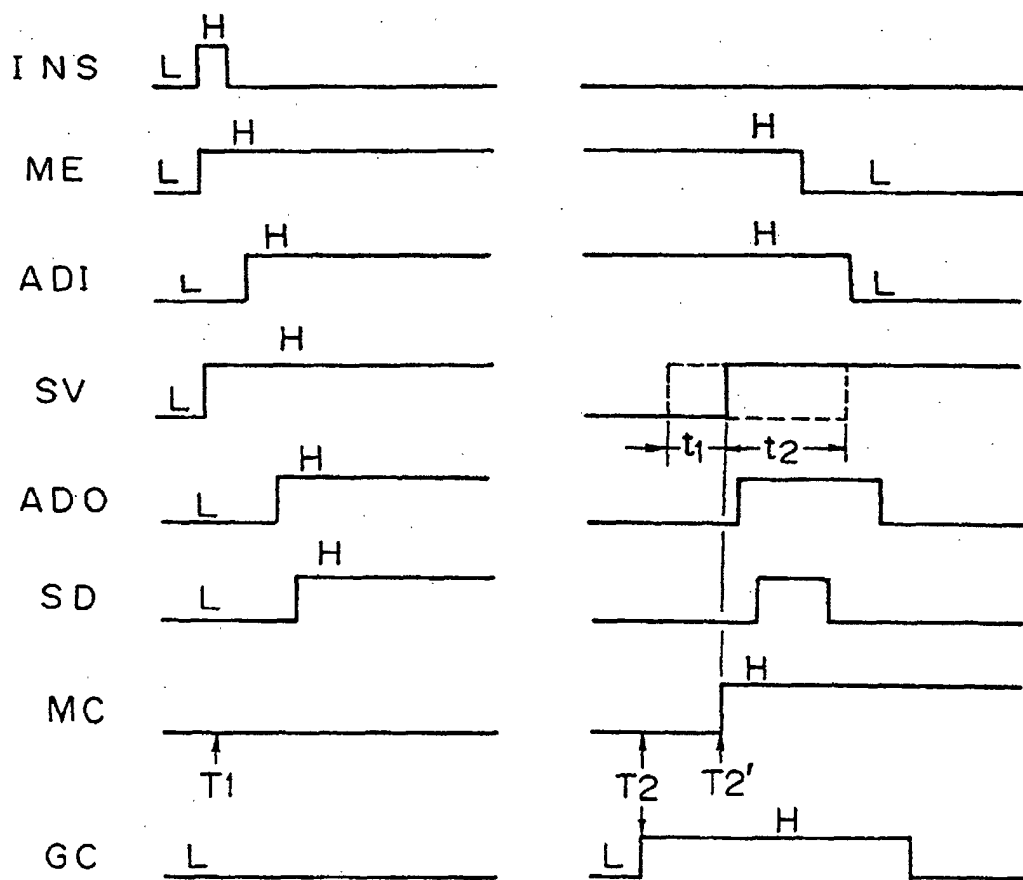 H
INS L
H H
ME L L
H H
ADI L L
H
SV L
t1 t2
H
ADO L
H
SD L
H
MC
T1 T2 T2'
H
GC L L